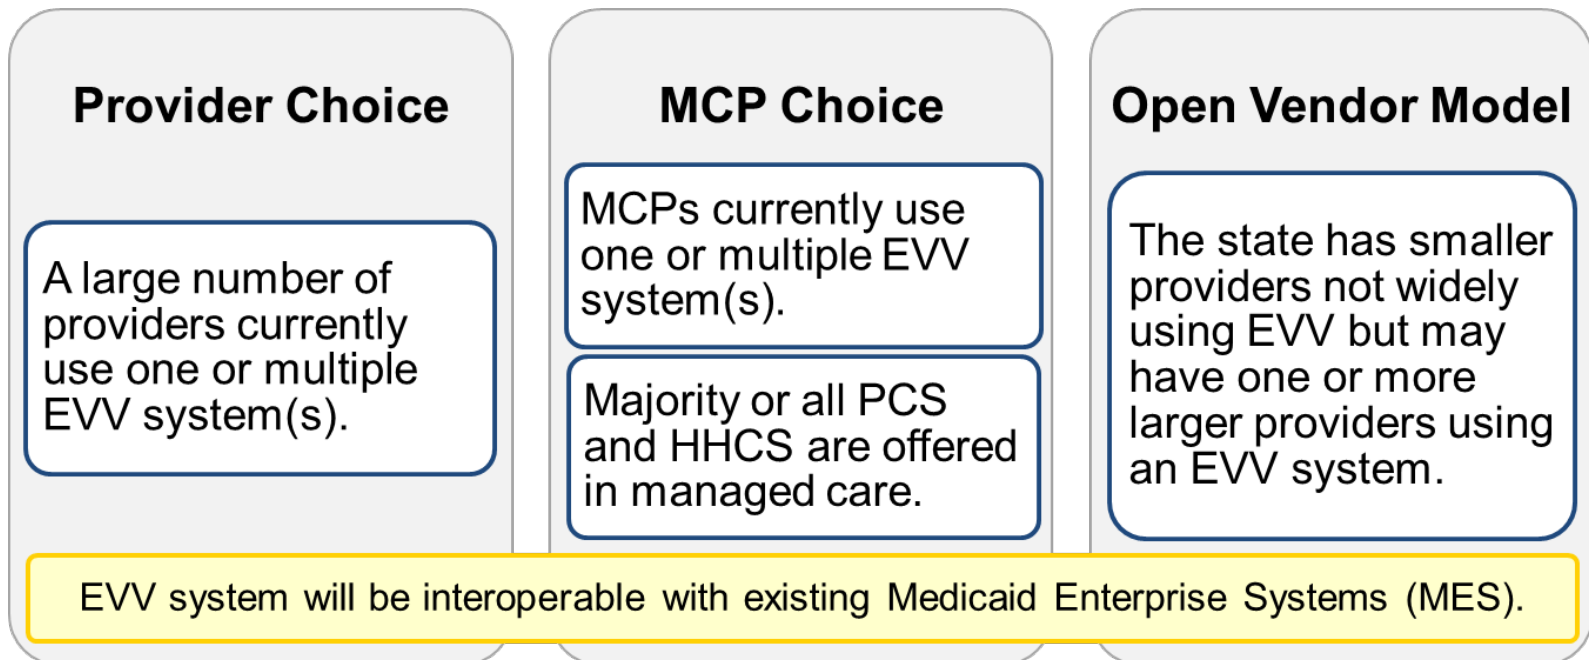 Provider Choice
A large number of
providers currently
use one or multiple
EVV system(s).
MCP Choice
MCPs currently use
one or multiple EVV
system(s).
Majority or all PCS
and HHCS are offered
in managed care.
Open Vendor Model
The state has smaller
providers not widely
using EVV but may
have one or more
larger providers using
an EVV system.
EVV system will be interoperable with existing Medicaid Enterprise Systems (MES).